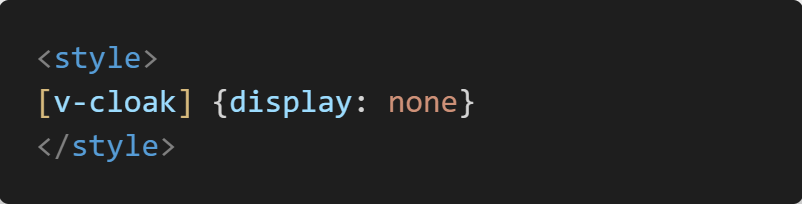 <style>
[v-cloak] {display: none}
</style>